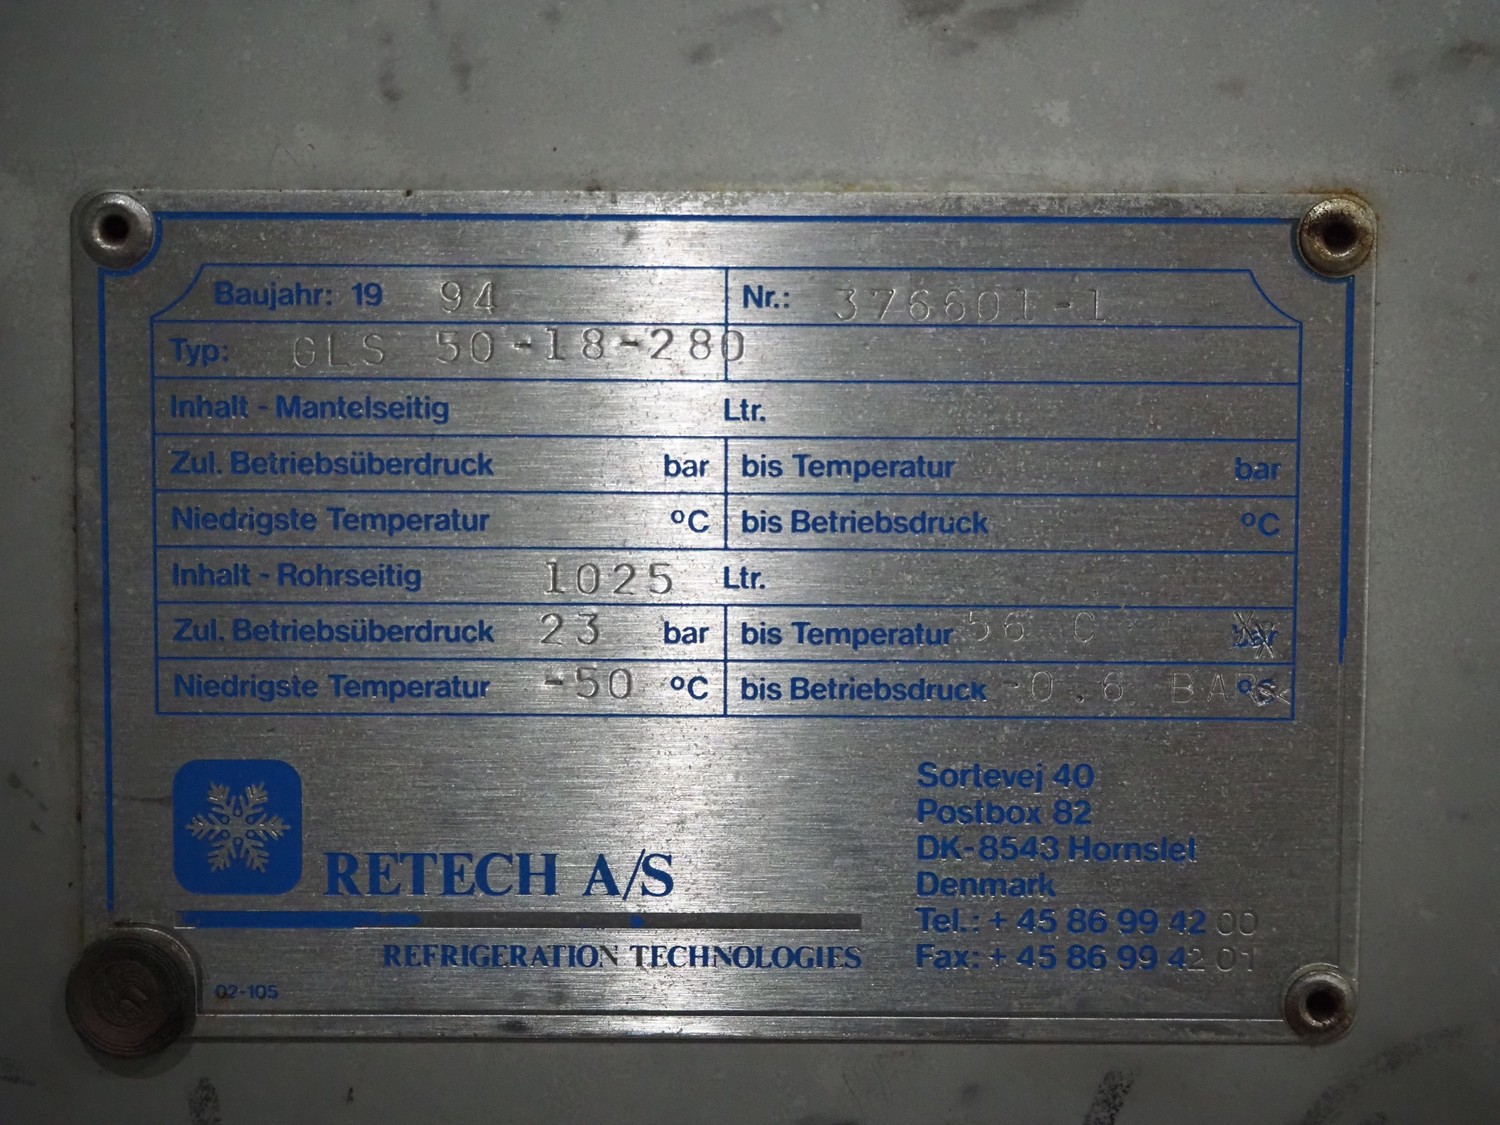 Baujahr: 19 94 Nr.: 376601-1
Typ: GLS 50-18-280
Inhalt - Mantelseitig Ltr.
Zul. Betriebsüberdruck bar bis Temperatur bar
Niedrigste Temperatur °C bis Betriebsdruck °C
Inhalt - Rohrseitig 1025 Ltr.
Zul. Betriebsüberdruck 23 bar bis Temperatur 56 C bar
Niedrigste Temperatur -50 °C bis Betriebsdruck -0.6 BAR °C
RETECH A/S
REFRIGERATION TECHNOLOGIES
02-105
Sortevej 40
Postbox 82
DK-8543 Hornslet
Denmark
Tel.: + 45 86 99 42 00
Fax: + 45 86 99 42 01